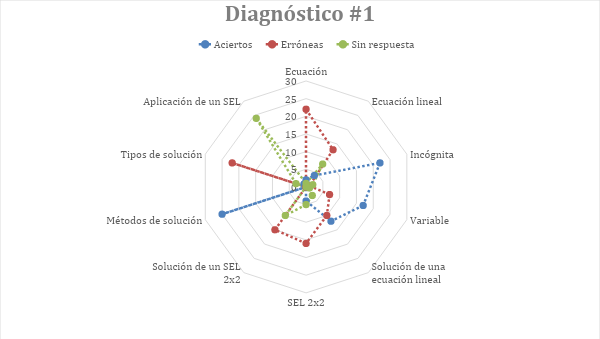 Diagnóstico #1
Aciertos Erróneas Sin respuesta
Ecuación
30
25
20
15
10
5
0
Aplicación de un SEL
Ecuación lineal
Tipos de solución
Incógnita
Métodos de solución
Variable
Solución de un SEL
2x2
Solución de una
ecuación lineal
SEL 2x2